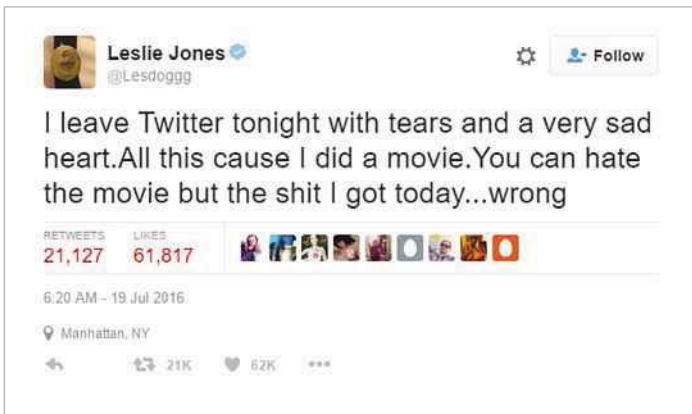 Leslie Jones
@Lesdoggg
Follow
I leave Twitter tonight with tears and a very sad
heart.All this cause I did a movie.You can hate
the movie but the shit I got today...wrong
RETWEETS LIKES
21,127 61,817
6:20 AM - 19 Jul 2016
Manhattan, NY
21K 62K